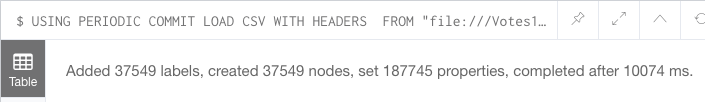 $ USING PERIODIC COMMIT LOAD CSV WITH HEADERS  FROM "file:///Votes1…
Table
Added 37549 labels, created 37549 nodes, set 187745 properties, completed after 10074 ms.